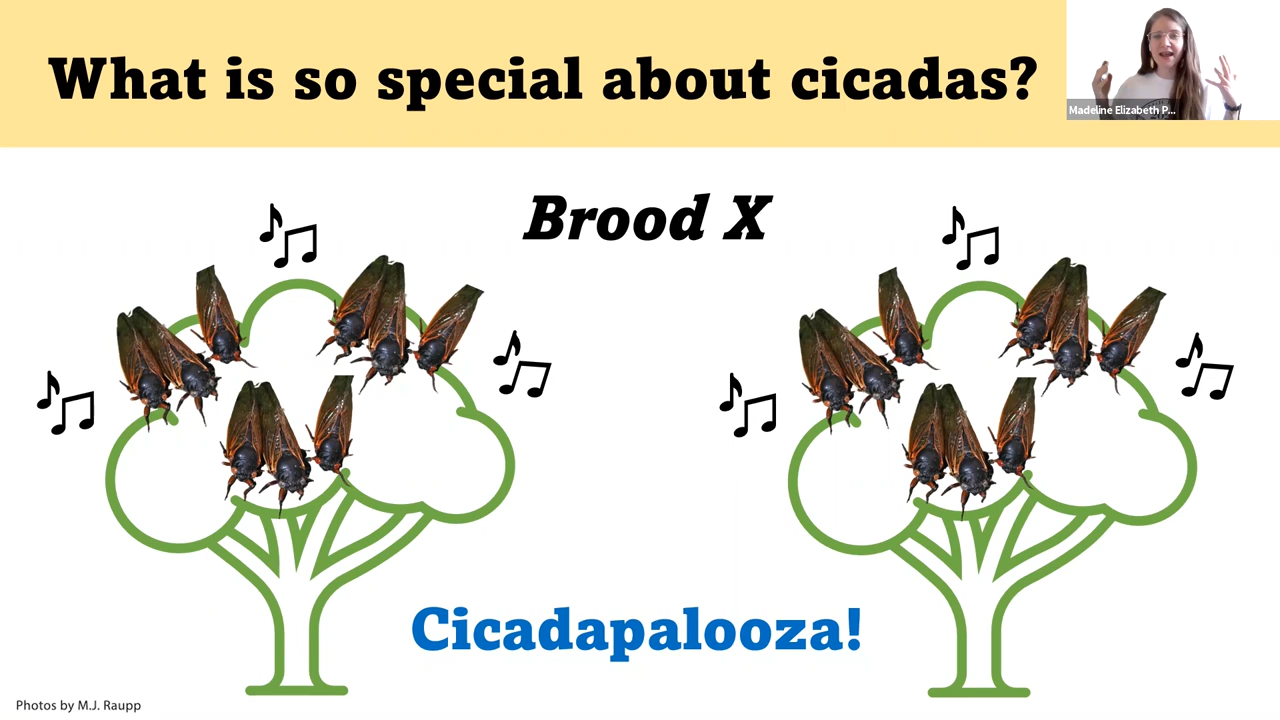 What is so special about cicadas?
Madeline Elizabeth P...
Brood X
Cicadapalooza!
Photos by M.J. Raupp